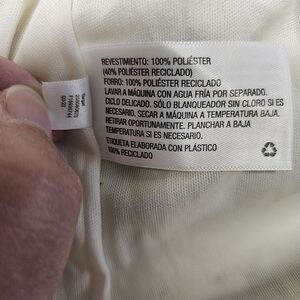 REVESTIMIENTO: 100% POLIÉSTER
(40% POLIÉSTER RECICLADO)
FORRO: 100% POLIÉSTER RECICLADO
LAVAR A MÁQUINA CON AGUA FRÍA POR SEPARADO.
CICLO DELICADO. SÓLO BLANQUEADOR SIN CLORO SI ES
NECESARIO. SECAR A MÁQUINA A TEMPERATURA BAJA.
RETIRAR OPORTUNAMENTE. PLANCHAR A BAJA
TEMPERATURA SI ES NECESARIO.
ETIQUETA ELABORADA CON PLÁSTICO
100% RECICLADO